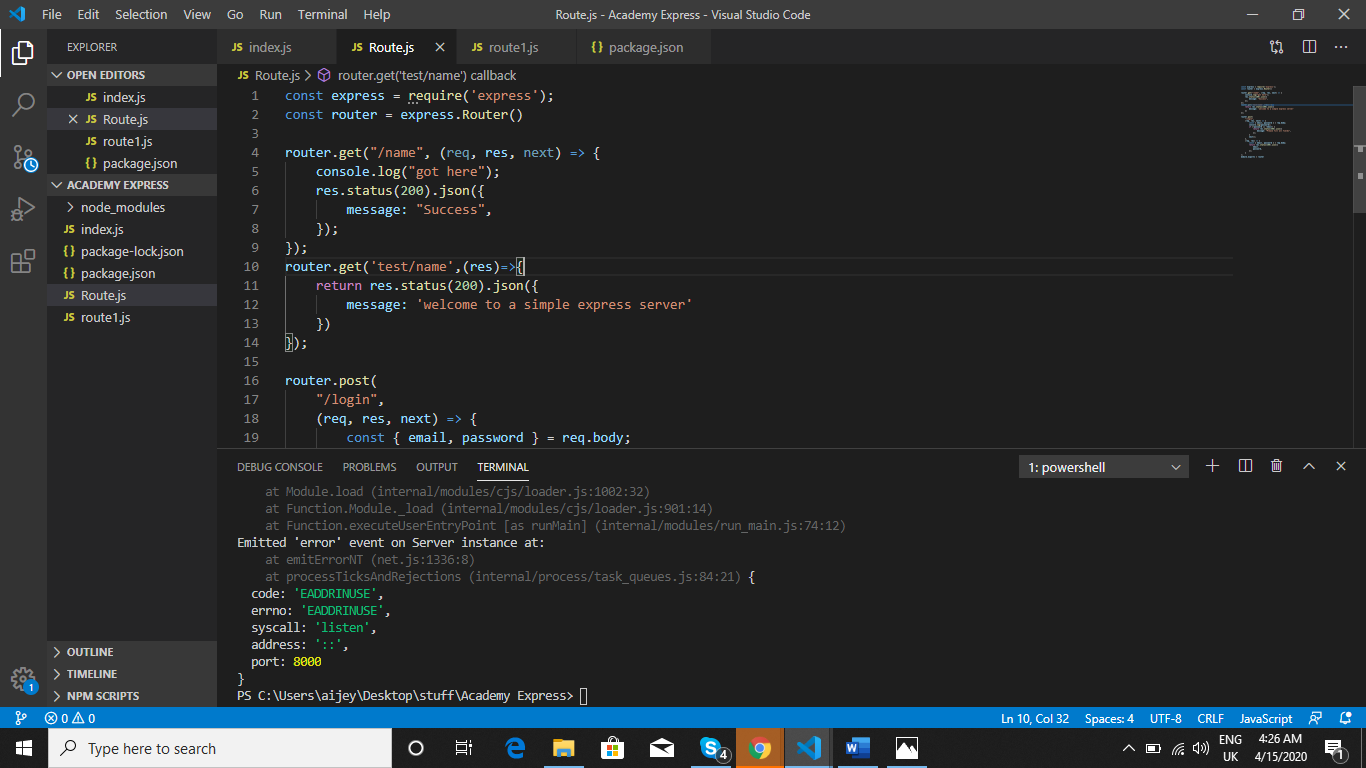 File Edit Selection View Go Run Terminal Help
Route.js - Academy Express - Visual Studio Code
EXPLORER
OPEN EDITORS
JS index.js
JS Route.js
JS route1.js
{} package.json
ACADEMY EXPRESS
node_modules
JS index.js
{} package-lock.json
{} package.json
JS Route.js
JS route1.js
OUTLINE
TIMELINE
NPM SCRIPTS
1
JS index.js
JS Route.js
JS route1.js
{} package.json
JS Route.js > router.get('test/name') callback
1 const express = require('express');
2 const router = express.Router()
3
4 router.get("/name", (req, res, next) => {
5 console.log("got here");
6 res.status(200).json({
7 message: "Success",
8 });
9 });
10 router.get('test/name',(res)=>{
11 return res.status(200).json({
12 message: 'welcome to a simple express server'
13 })
14 });
15
16 router.post(
17 "/login",
18 (req, res, next) => {
19 const { email, password } = req.body;
DEBUG CONSOLE PROBLEMS OUTPUT TERMINAL
1: powershell
at Module.load (internal/modules/cjs/loader.js:1002:32)
at Function.Module._load (internal/modules/cjs/loader.js:901:14)
at Function.executeUserEntryPoint [as runMain] (internal/modules/run_main.js:74:12)
Emitted 'error' event on Server instance at:
at emitErrorNT (net.js:1336:8)
at processTicksAndRejections (internal/process/task_queues.js:84:21) {
code: 'EADDRINUSE',
errno: 'EADDRINUSE',
syscall: 'listen',
address: '::',
port: 8000
}
PS C:\Users\aijey\Desktop\stuff\Academy Express>
0 0
Ln 10, Col 32 Spaces: 4 UTF-8 CRLF JavaScript
Type here to search
4
ENG
UK
4:26 AM
4/15/2020
1